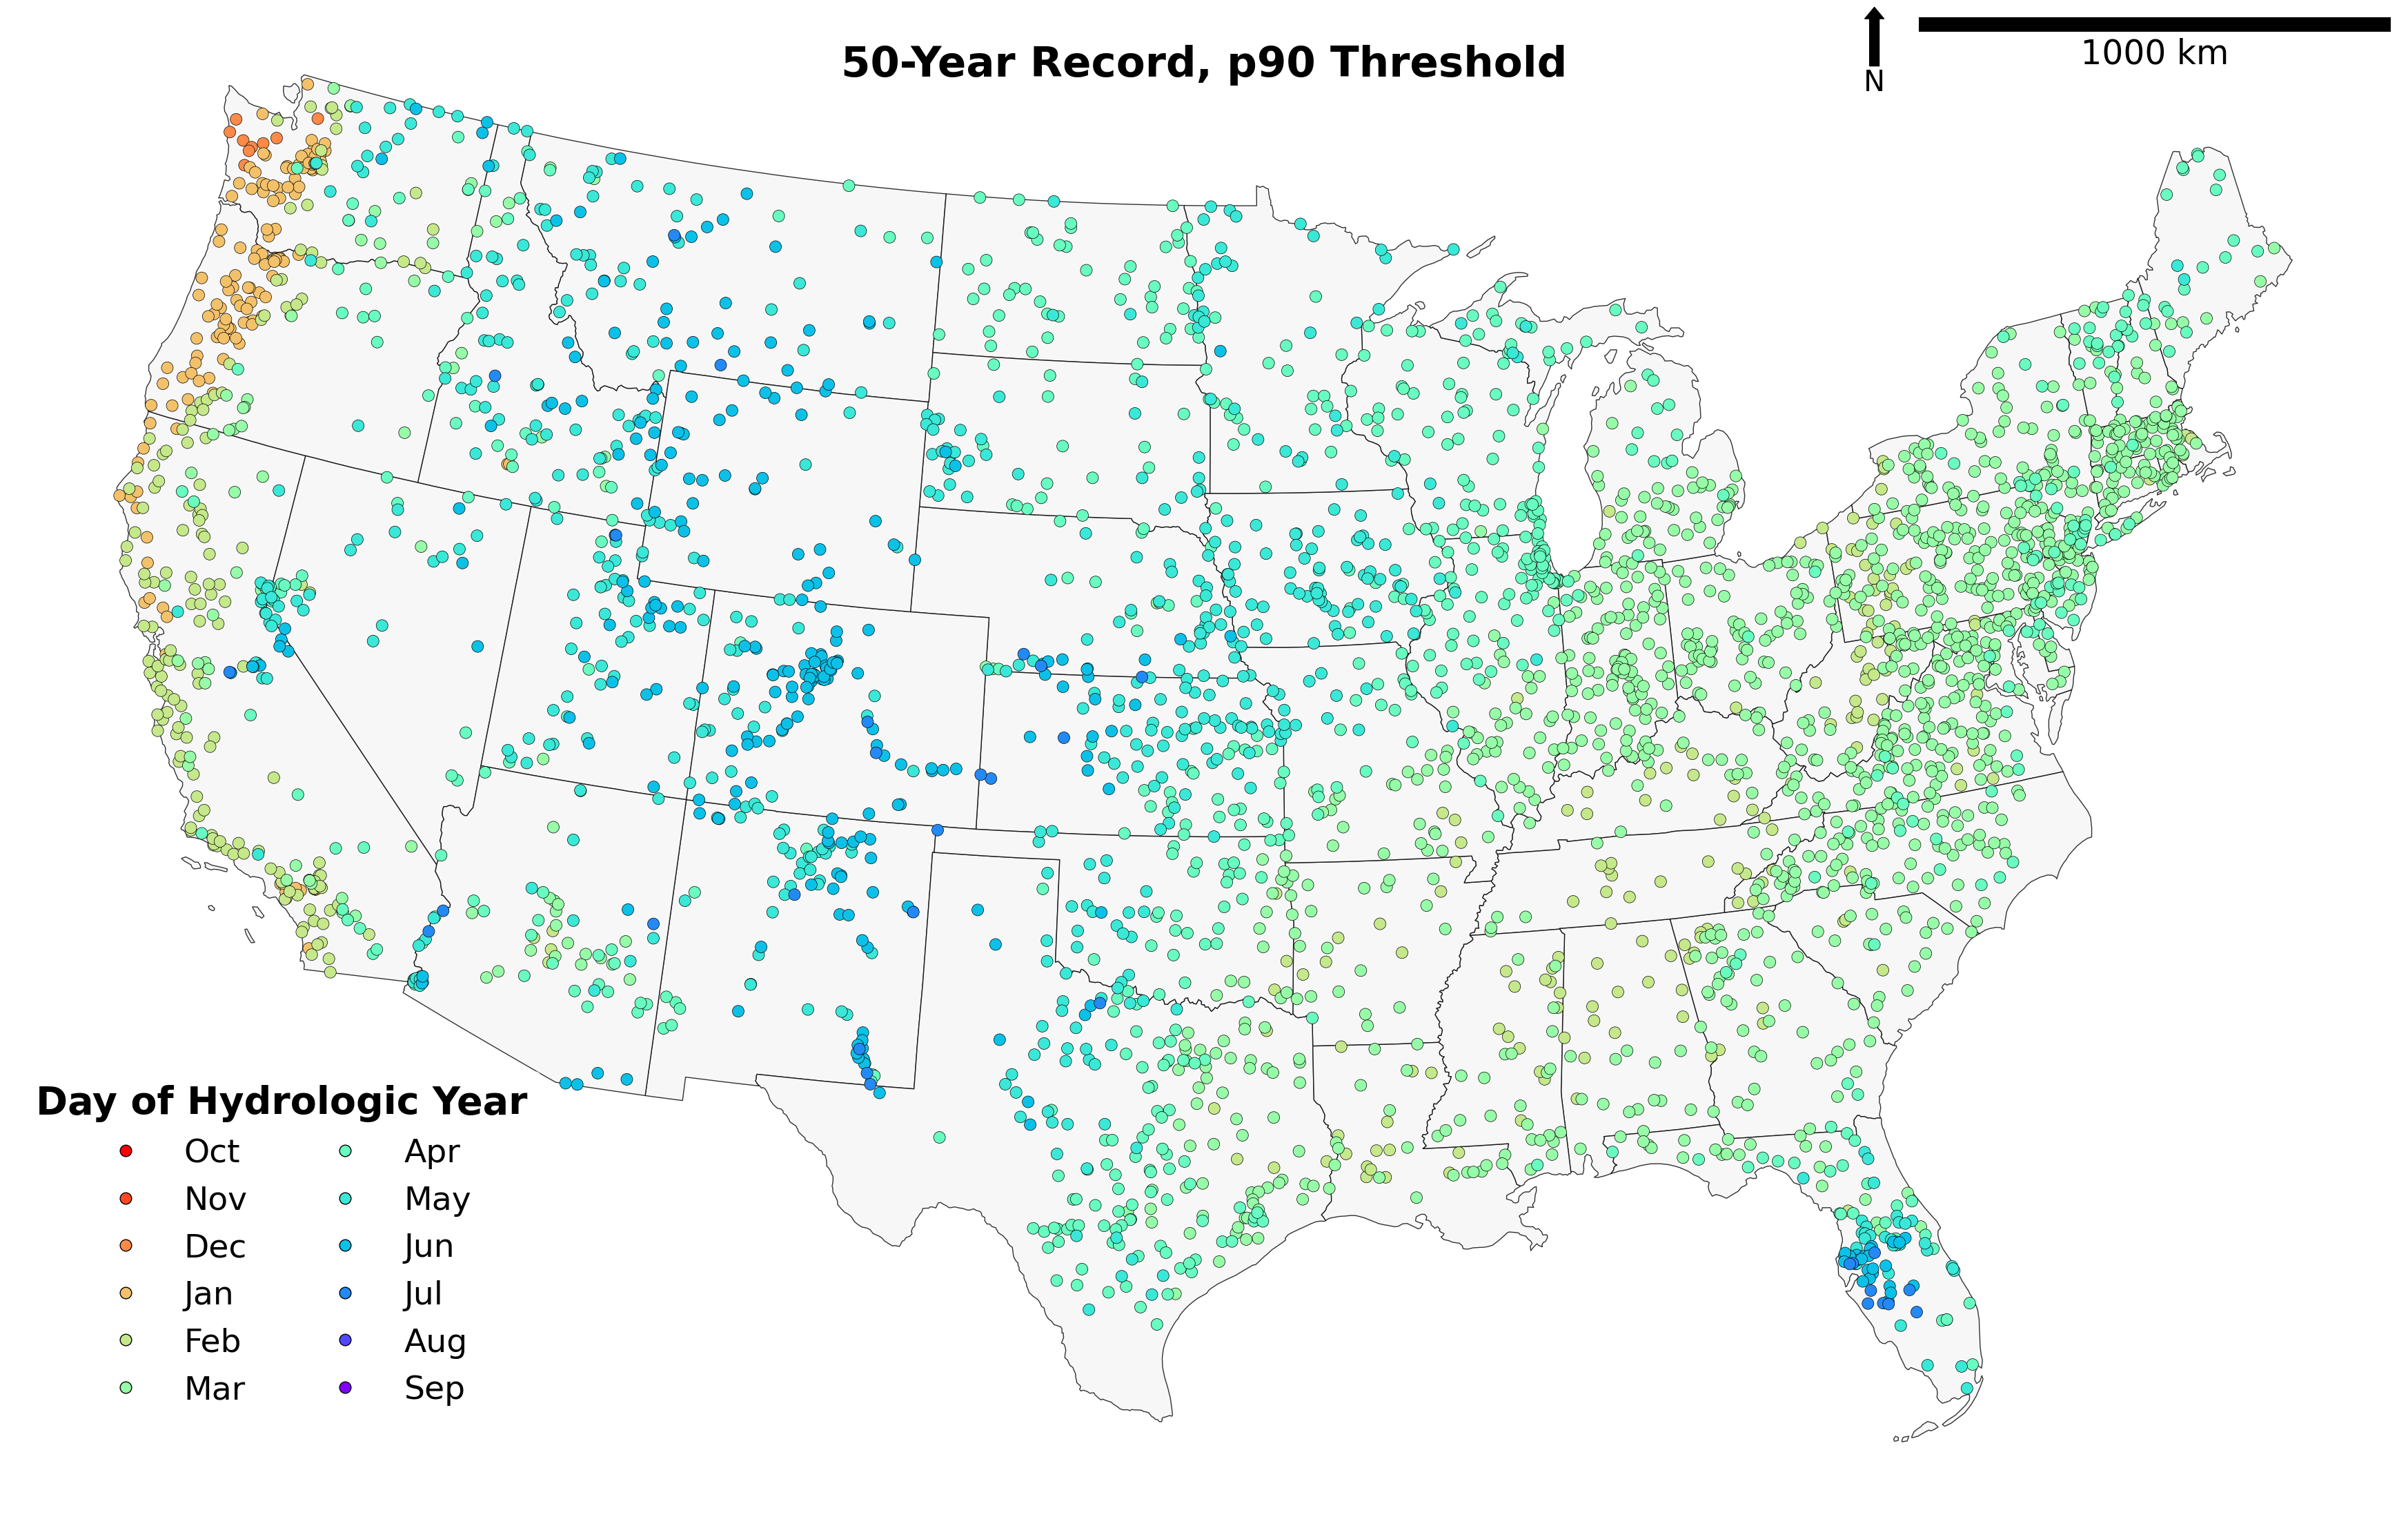 50-Year Record, p90 Threshold
N
1000 km
Day of Hydrologic Year
Oct
Nov
Dec
Jan
Feb
Mar
Apr
May
Jun
Jul
Aug
Sep